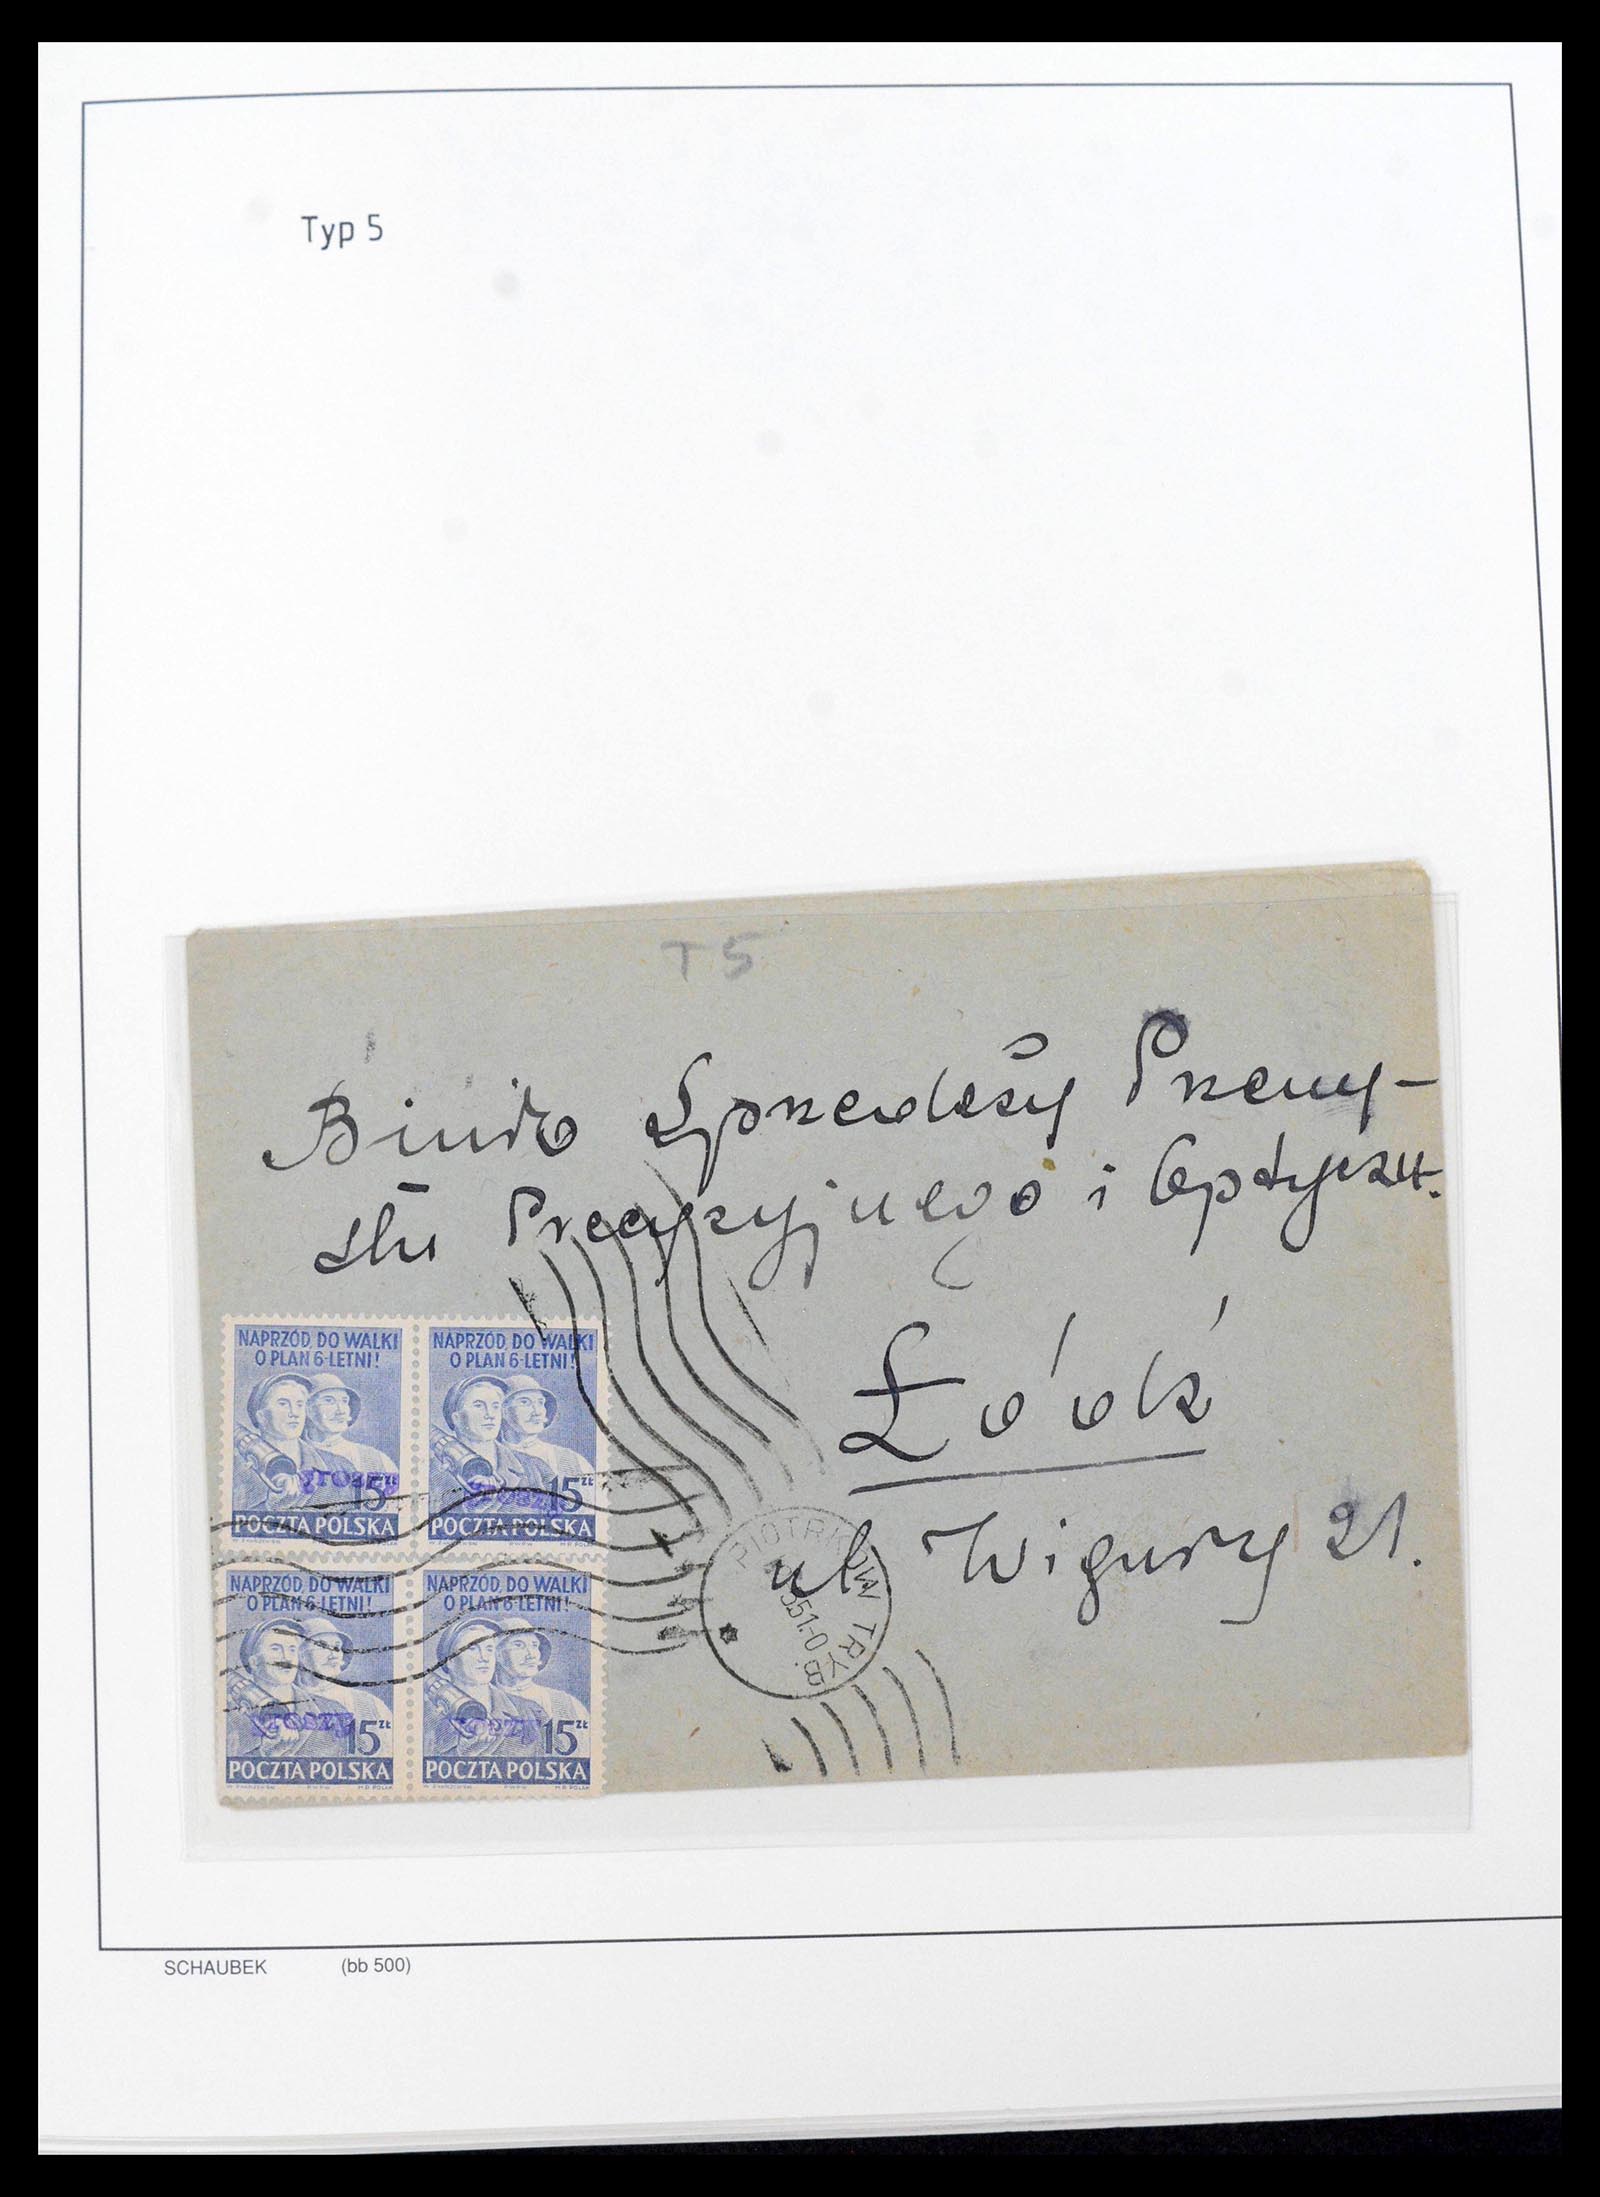 Typ 5
T 5
Biuro Sprzedaży Przemy-
słu Precyzyjnego i Optyczn.
Łódź
ul. Wigury 21.
NAPRZÓD, DO WALKI
O PLAN 6-LETNI!
15 ZŁ
POCZTA POLSKA
NAPRZÓD, DO WALKI
O PLAN 6-LETNI!
15 ZŁ
POCZTA POLSKA
NAPRZÓD, DO WALKI
O PLAN 6-LETNI!
15 ZŁ
POCZTA POLSKA
NAPRZÓD, DO WALKI
O PLAN 6-LETNI!
15 ZŁ
POCZTA POLSKA
PIOTRKÓW TRYB.
SCHAUBEK (bb 500)